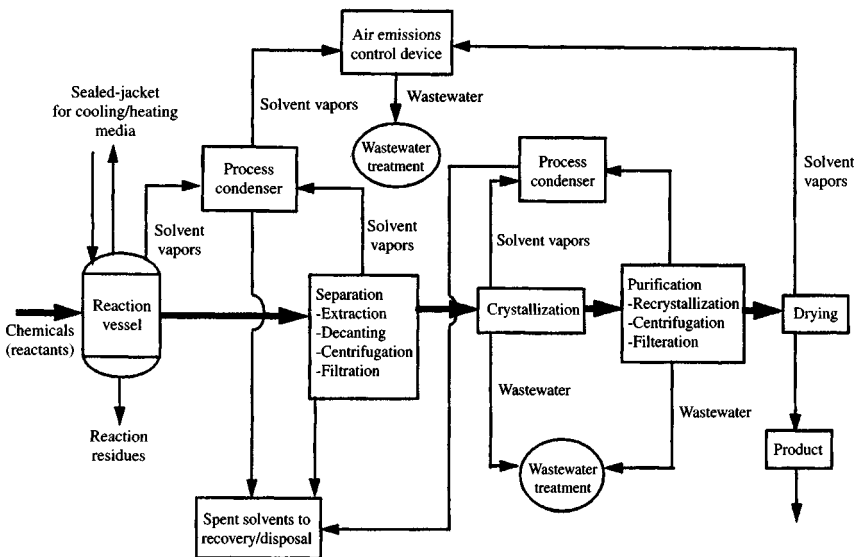 Air emissions
control device
Sealed-jacket
for cooling/heating
media
Solvent vapors
Wastewater
Wastewater
treatment
Process
condenser
Process
condenser
Solvent
vapors
Solvent
vapors
Solvent
vapors
Solvent vapors
Chemicals
(reactants)
Reaction
vessel
Separation
-Extraction
-Decanting
-Centrifugation
-Filtration
Crystallization
Purification
-Recrystallization
-Centrifugation
-Filteration
Drying
Wastewater
Wastewater
Reaction
residues
Product
Wastewater
treatment
Spent solvents to
recovery/disposal